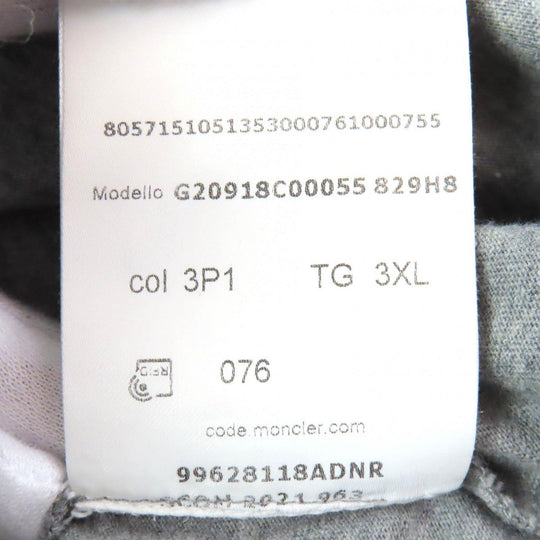 8057151051353000761000755
Modello G20918C00055 829H8
col 3P1 TG 3XL
076
code.moncler.com
99628118ADNR